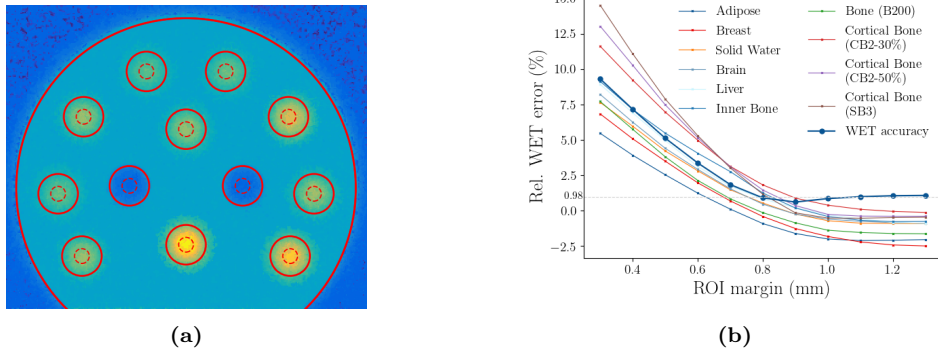 (a)
15.0
12.5
10.0
7.5
5.0
2.5
0.98
0.0
−2.5
Rel. WET error (%)
0.4
0.6
0.8
1.0
1.2
ROI margin (mm)
Adipose
Breast
Solid Water
Brain
Liver
Inner Bone
Bone (B200)
Cortical Bone
(CB2-30%)
Cortical Bone
(CB2-50%)
Cortical Bone
(SB3)
WET accuracy
(b)